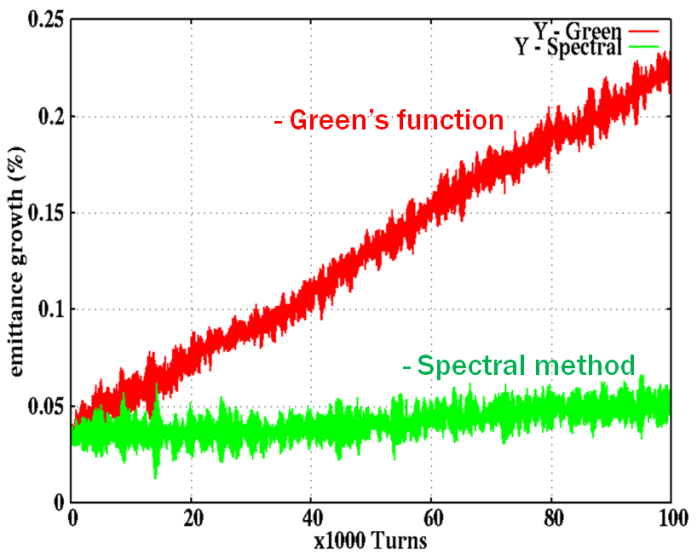 0.25
Y - Green
Y - Spectral
0.2
- Green's function
0.15
emittance growth (%)
0.1
- Spectral method
0.05
0
0 20 40 60 80 100
x1000 Turns